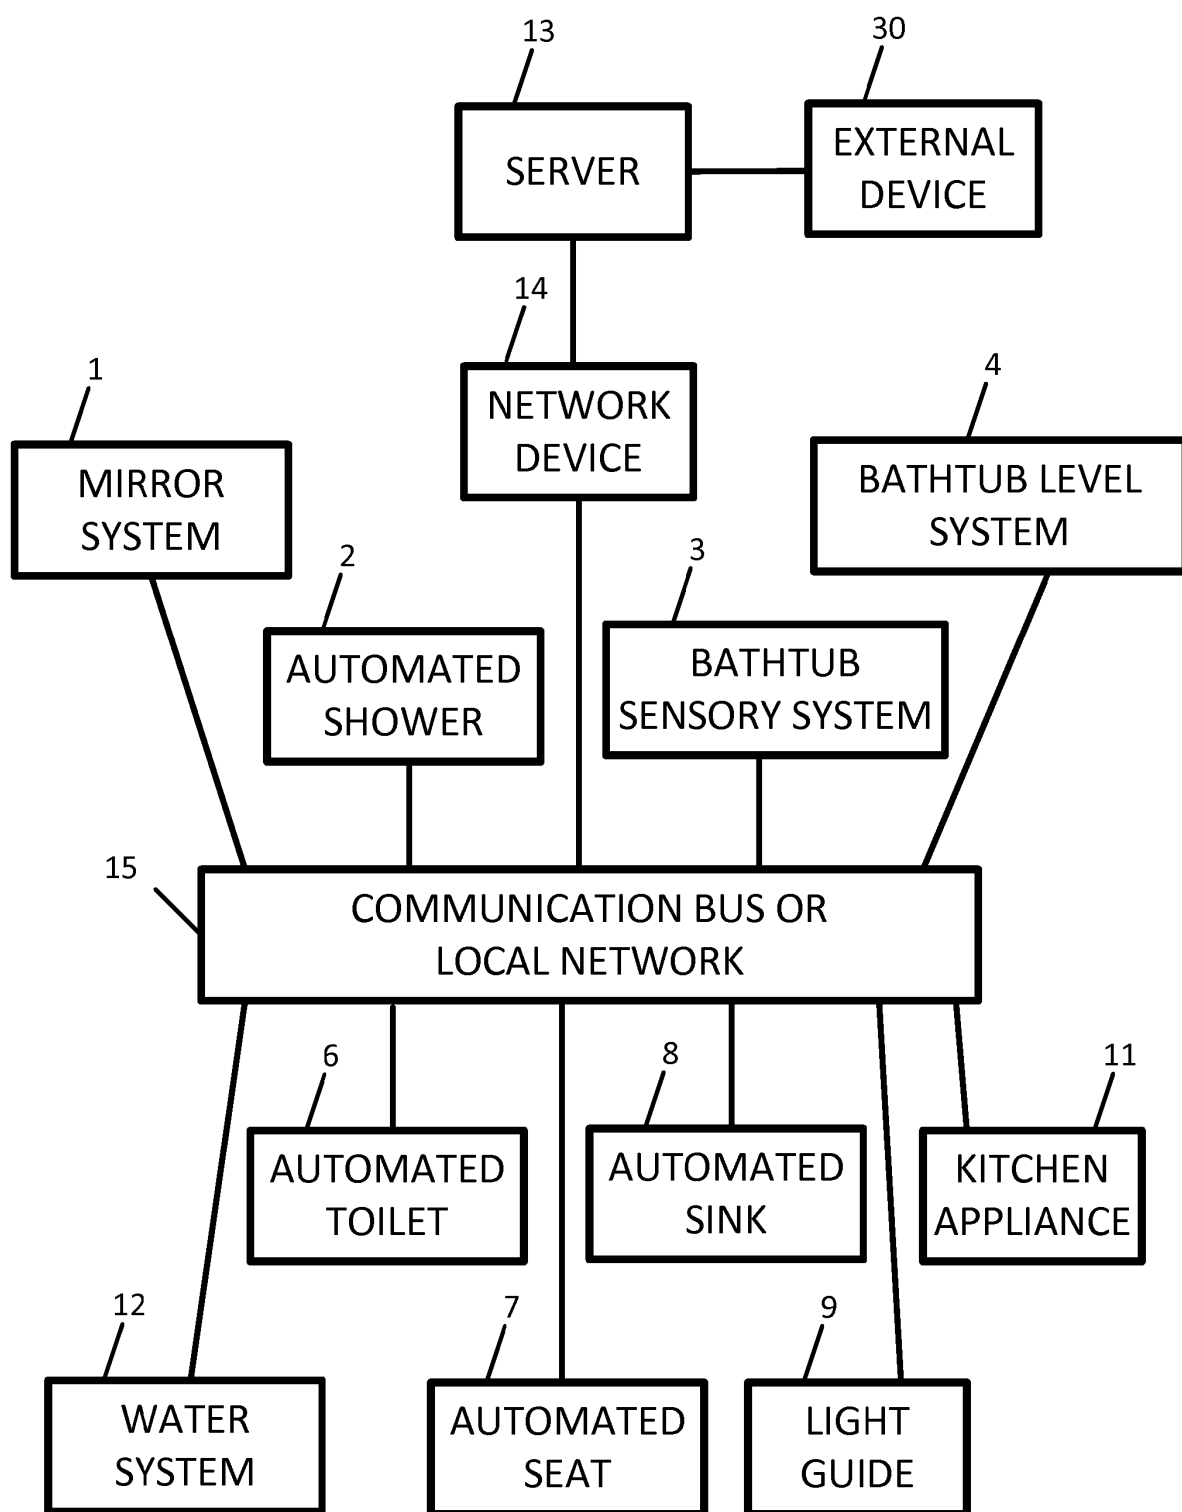 13
30
SERVER
EXTERNAL
DEVICE
14
NETWORK
DEVICE
1
4
MIRROR
SYSTEM
BATHTUB LEVEL
SYSTEM
2
3
AUTOMATED
SHOWER
BATHTUB
SENSORY SYSTEM
15
COMMUNICATION BUS OR
LOCAL NETWORK
6
8
11
AUTOMATED
TOILET
AUTOMATED
SINK
KITCHEN
APPLIANCE
12
7
9
WATER
SYSTEM
AUTOMATED
SEAT
LIGHT
GUIDE